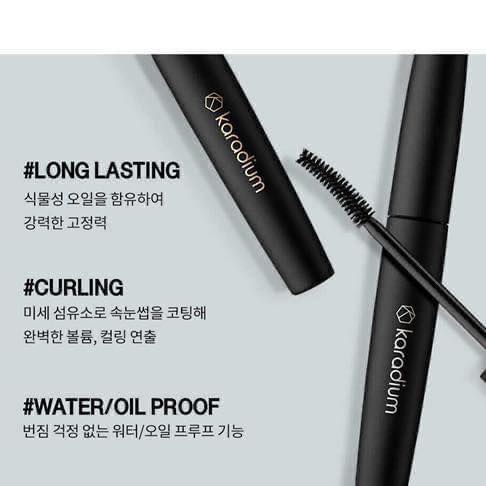 karadium
#LONG LASTING
식물성 오일을 함유하여
강력한 고정력
#CURLING
미세 섬유소로 속눈썹을 코팅해
완벽한 볼륨, 컬링 연출
karadium
#WATER/OIL PROOF
번짐 걱정 없는 워터/오일 프루프 기능